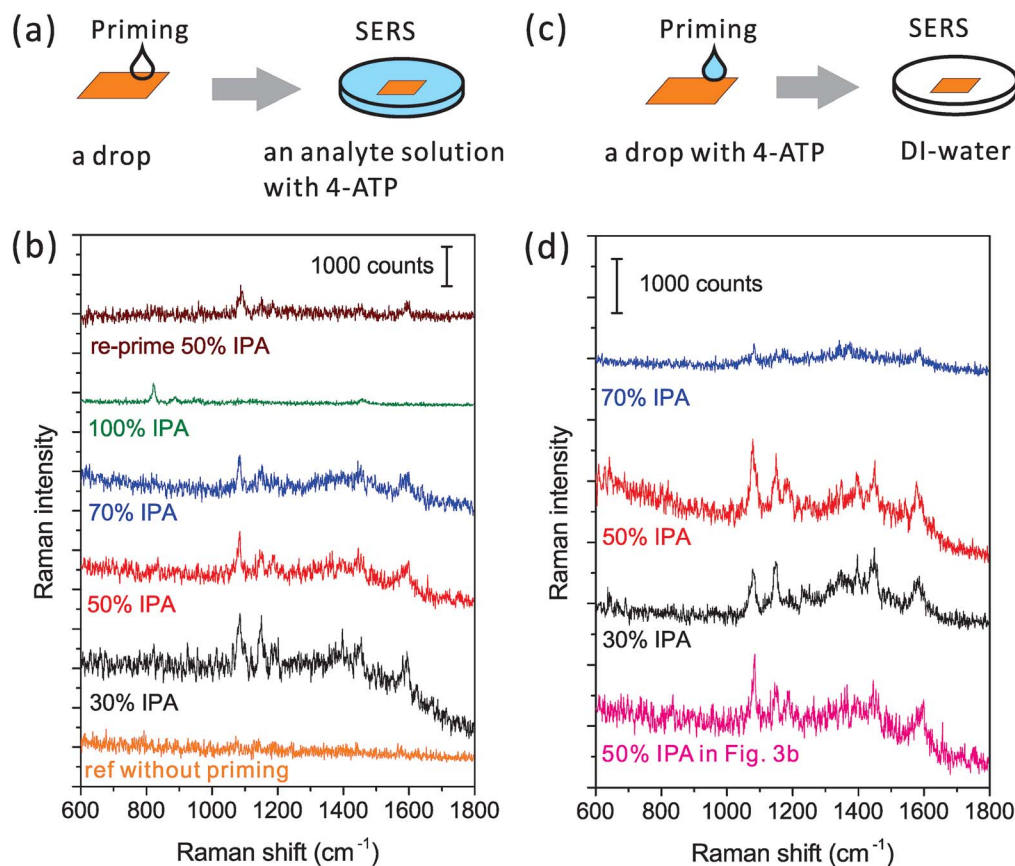 (a)
Priming
SERS
a drop
an analyte solution
with 4-ATP
(c)
Priming
SERS
a drop with 4-ATP
DI-water
(b)
1000 counts
re-prime 50% IPA
100% IPA
70% IPA
50% IPA
30% IPA
ref without priming
Raman intensity
600 800 1000 1200 1400 1600 1800
Raman shift (cm⁻¹)
(d)
1000 counts
70% IPA
50% IPA
30% IPA
50% IPA in Fig. 3b
Raman intensity
600 800 1000 1200 1400 1600 1800
Raman shift (cm⁻¹)